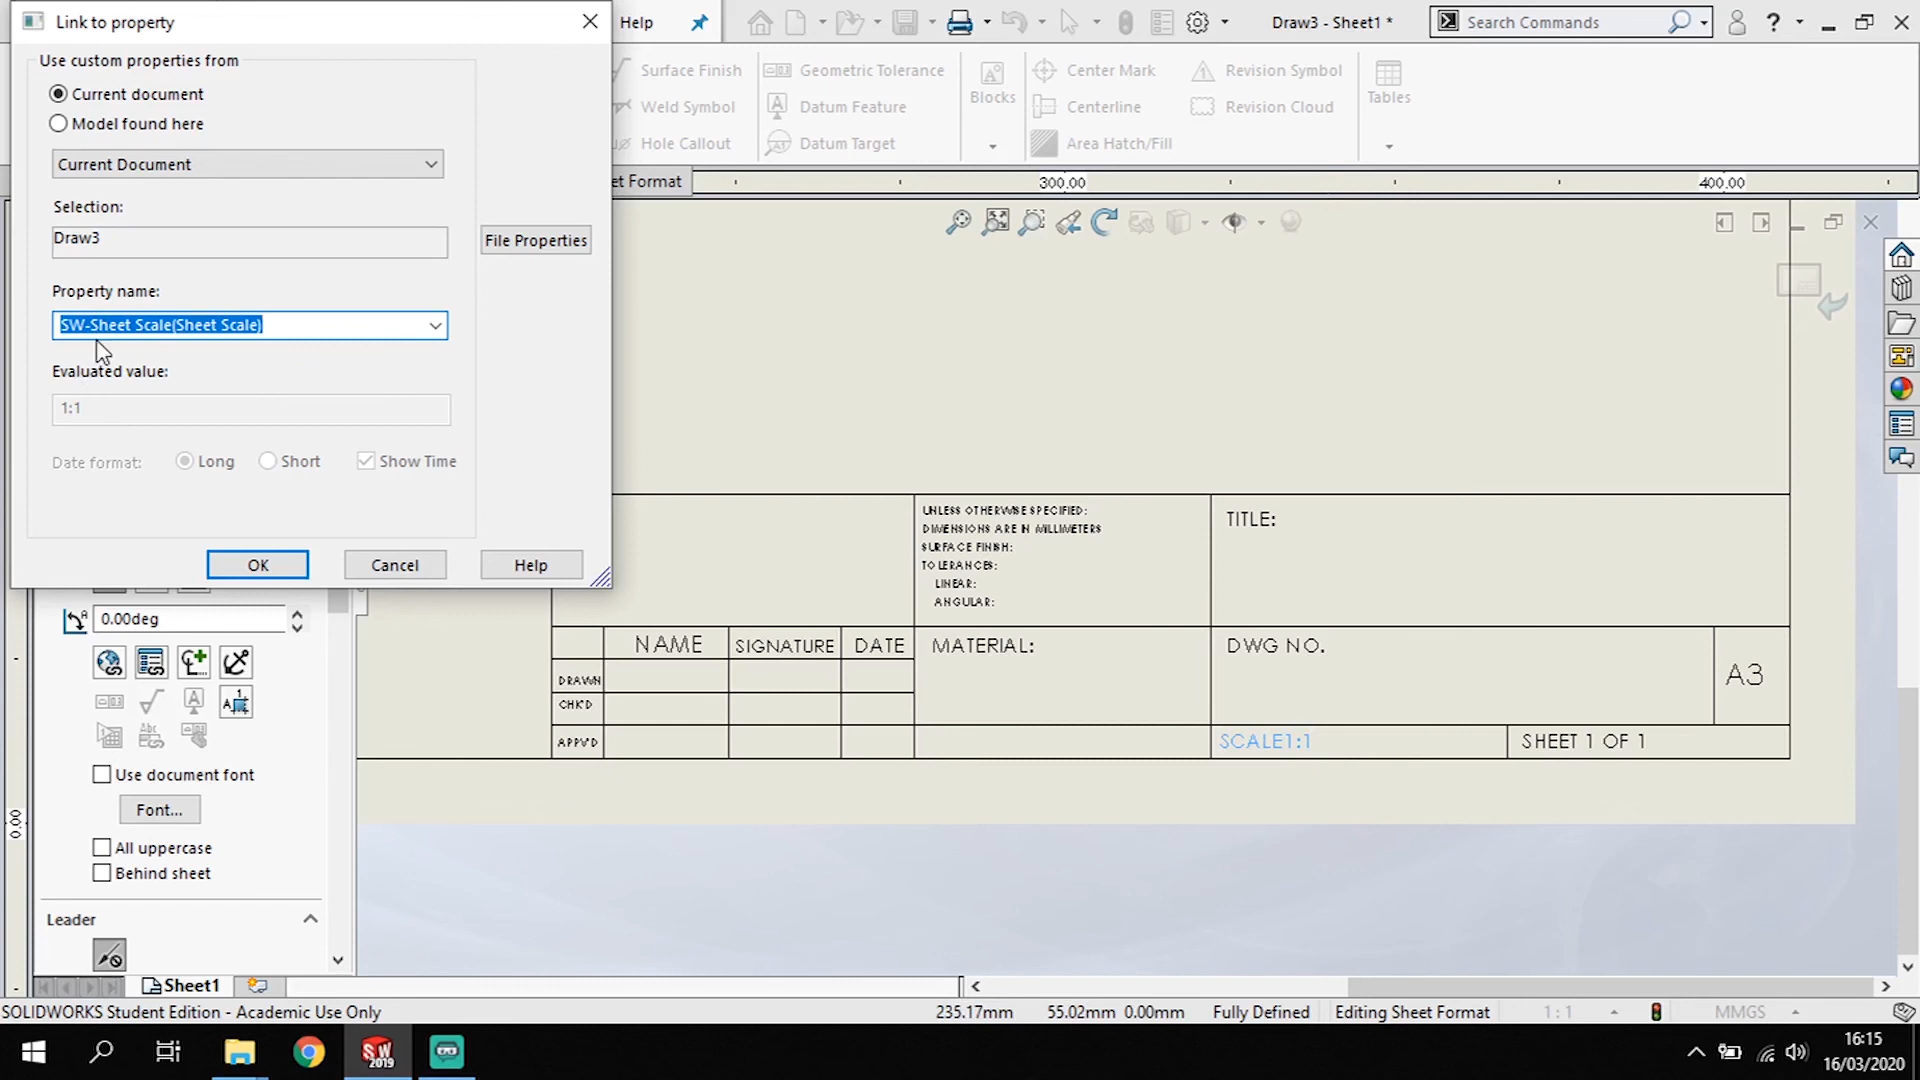 Link to property
Help
Draw3 - Sheet1 *
Search Commands
?
Use custom properties from
Current document
Model found here
Current Document
Selection:
Draw3
File Properties
Property name:
SW-Sheet Scale(Sheet Scale)
Evaluated value:
1:1
Date format:
Long
Short
Show Time
OK
Cancel
Help
Surface Finish
Geometric Tolerance
Blocks
Center Mark
Revision Symbol
Tables
Weld Symbol
Datum Feature
Centerline
Revision Cloud
Hole Callout
Datum Target
Area Hatch/Fill
et Format
300.00
400.00
UNLESS OTHERWISE SPECIFIED:
DIMENSIONS ARE IN MILLIMETERS
SURFACE FINISH:
TOLERANCES:
LINEAR:
ANGULAR:
TITLE:
NAME
SIGNATURE
DATE
MATERIAL:
DWG NO.
A3
DRAWN
CHK'D
APPV'D
SCALE1:1
SHEET 1 OF 1
0.00deg
Use document font
Font...
All uppercase
Behind sheet
Leader
0.00
Sheet1
SOLIDWORKS Student Edition - Academic Use Only
235.17mm
55.02mm
0.00mm
Fully Defined
Editing Sheet Format
1 : 1
MMGS
SW
2019
16:15
16/03/2020